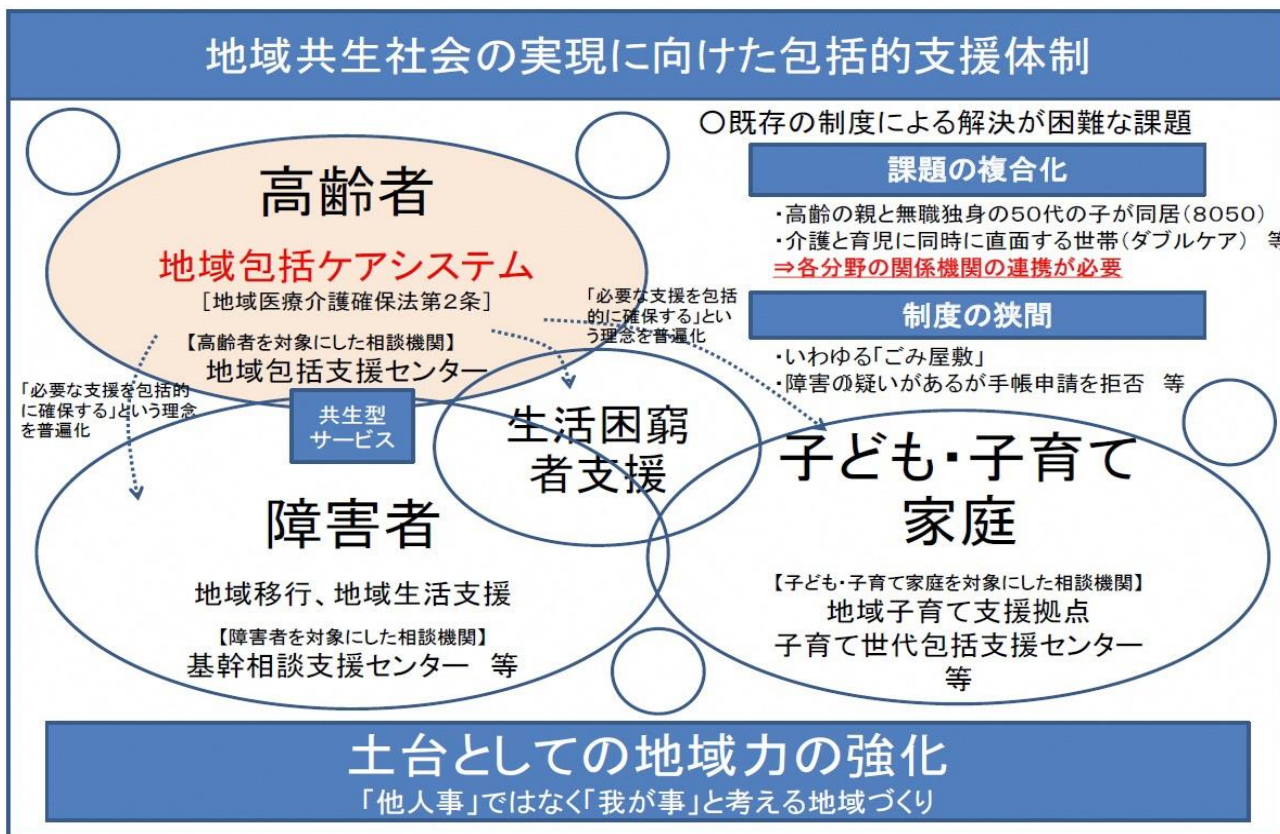 地域共生社会の実現に向けた包括的支援体制
高齢者
地域包括ケアシステム
[地域医療介護確保法第2条]
【高齢者を対象にした相談機関】
地域包括支援センター
「必要な支援を包括的
に確保する」という理念
を普遍化
「必要な支援を包括
的に確保する」とい
う理念を普遍化
共生型
サービス
生活困窮
者支援
障害者
地域移行、地域生活支援
【障害者を対象にした相談機関】
基幹相談支援センター 等
〇既存の制度による解決が困難な課題
課題の複合化
・高齢の親と無職独身の50代の子が同居(8050)
・介護と育児に同時に直面する世帯(ダブルケア) 等
⇒各分野の関係機関の連携が必要
制度の狭間
・いわゆる「ごみ屋敷」
・障害の疑いがあるが手帳申請を拒否 等
子ども・子育て
家庭
【子ども・子育て家庭を対象にした相談機関】
地域子育て支援拠点
子育て世代包括支援センター
等
土台としての地域力の強化
「他人事」ではなく「我が事」と考える地域づくり